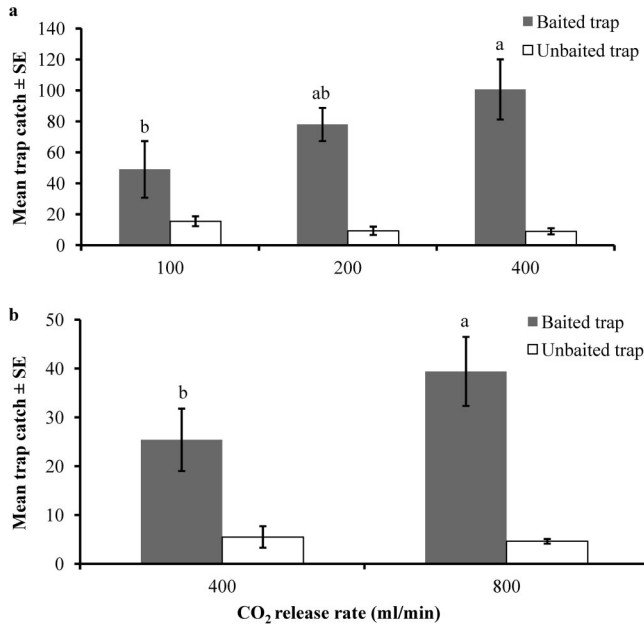 a
Baited trap
Unbaited trap
Mean trap catch ± SE
140
120
100
80
60
40
20
0
b
ab
a
100
200
400
b
Baited trap
Unbaited trap
Mean trap catch ± SE
50
40
30
20
10
0
b
a
400
800
CO₂ release rate (ml/min)